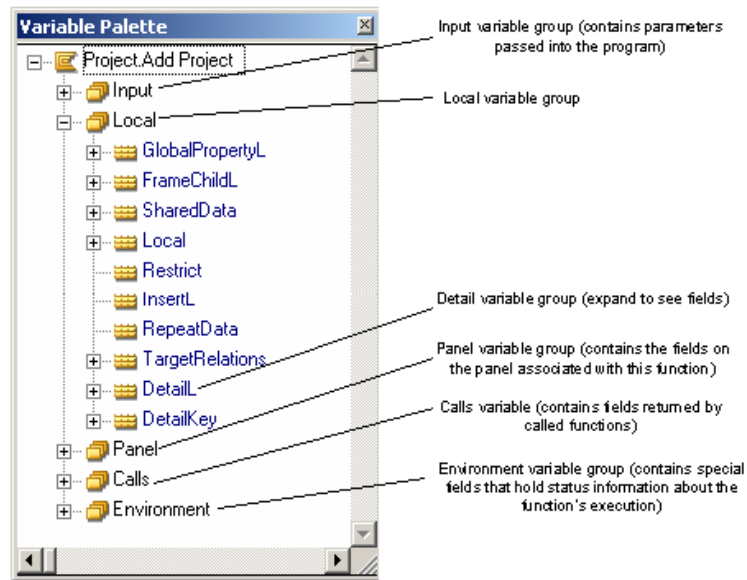 Variable Palette
Project.Add Project
Input
Local
GlobalPropertyL
FrameChildL
SharedData
Local
Restrict
InsertL
RepeatData
TargetRelations
DetailL
DetailKey
Panel
Calls
Environment
Input variable group (contains parameters
passed into the program)
Local variable group
Detail variable group (expand to see fields)
Panel variable group (contains the fields on
the panel associated with this function)
Calls variable (contains fields returned by
called functions)
Environment variable group (contains special
fields that hold status information about the
function's execution)